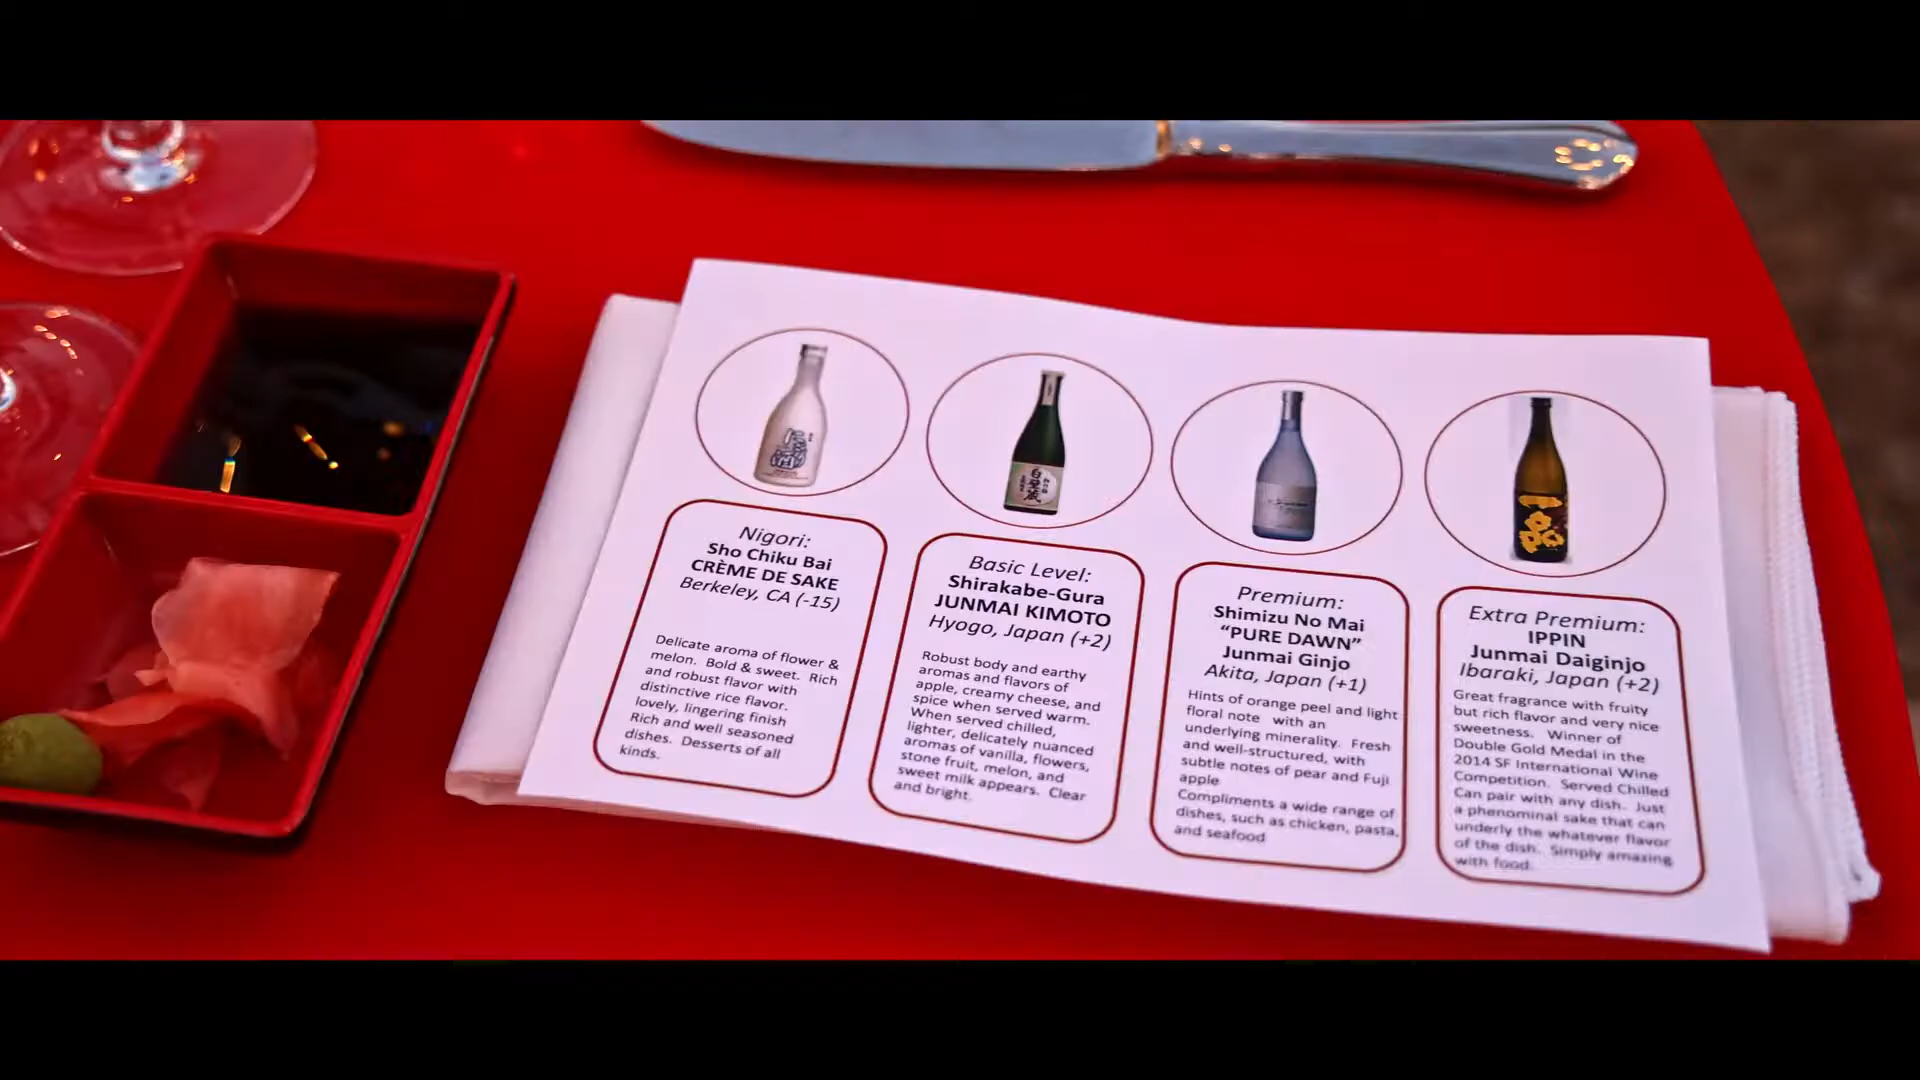 Nigori:
Sho Chiku Bai
CRÈME DE SAKE
Berkeley, CA (-15)
Delicate aroma of flower &
melon. Bold & sweet. Rich
and robust flavor with
distinctive rice flavor.
lovely, lingering finish
Rich and well seasoned
dishes. Desserts of all
kinds.
Basic Level:
Shirakabe-Gura
JUNMAI KIMOTO
Hyogo, Japan (+2)
Robust body and earthy
aromas and flavors of
apple, creamy cheese, and
spice when served warm.
When served chilled,
lighter, delicately nuanced
aromas of vanilla, flowers,
stone fruit, melon, and
sweet milk appears. Clear
and bright.
Premium:
Shimizu No Mai
“PURE DAWN”
Junmai Ginjo
Akita, Japan (+1)
Hints of orange peel and light
floral note with an
underlying minerality. Fresh
and well-structured, with
subtle notes of pear and Fuji
apple
Compliments a wide range of
dishes, such as chicken, pasta,
and seafood
Extra Premium:
IPPIN
Junmai Daiginjo
Ibaraki, Japan (+2)
Great fragrance with fruity
but rich flavor and very nice
sweetness. Winner of
Double Gold Medal in the
2014 SF International Wine
Competition. Served Chilled
Can pair with any dish. Just
a phenominal sake that can
underly the whatever flavor
of the dish. Simply amazing
with food.